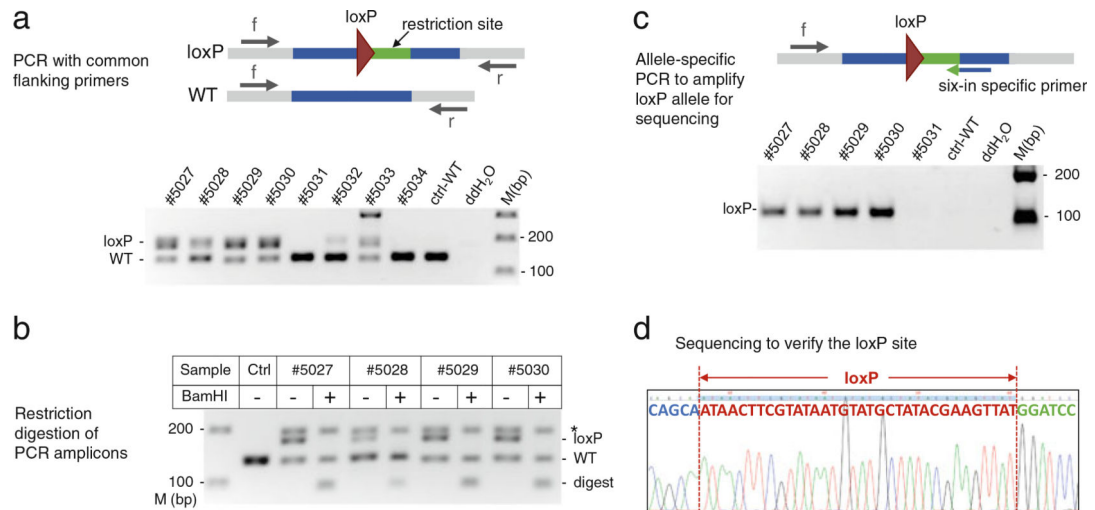 a
PCR with common
flanking primers
f
loxP
restriction site
loxP
r
f
WT
r
#5027
#5028
#5029
#5030
#5031
#5032
#5033
#5034
ctrl-WT
ddH2O
M(bp)
loxP -
WT -
- 200
- 100
b
Restriction
digestion of
PCR amplicons
Sample Ctrl #5027 #5028 #5029 #5030
BamHI - - + - + - + - +
200 -
100 -
M (bp)
*
- loxP
- WT
- digest
c
Allele-specific
PCR to amplify
loxP allele for
sequencing
f
loxP
six-in specific primer
#5027
#5028
#5029
#5030
#5031
ctrl-WT
ddH2O
M(bp)
loxP-
- 200
- 100
d
Sequencing to verify the loxP site
loxP
CAGCAATAACTTCGTATAATGTATGCTATACGAAGTTATGGATCC